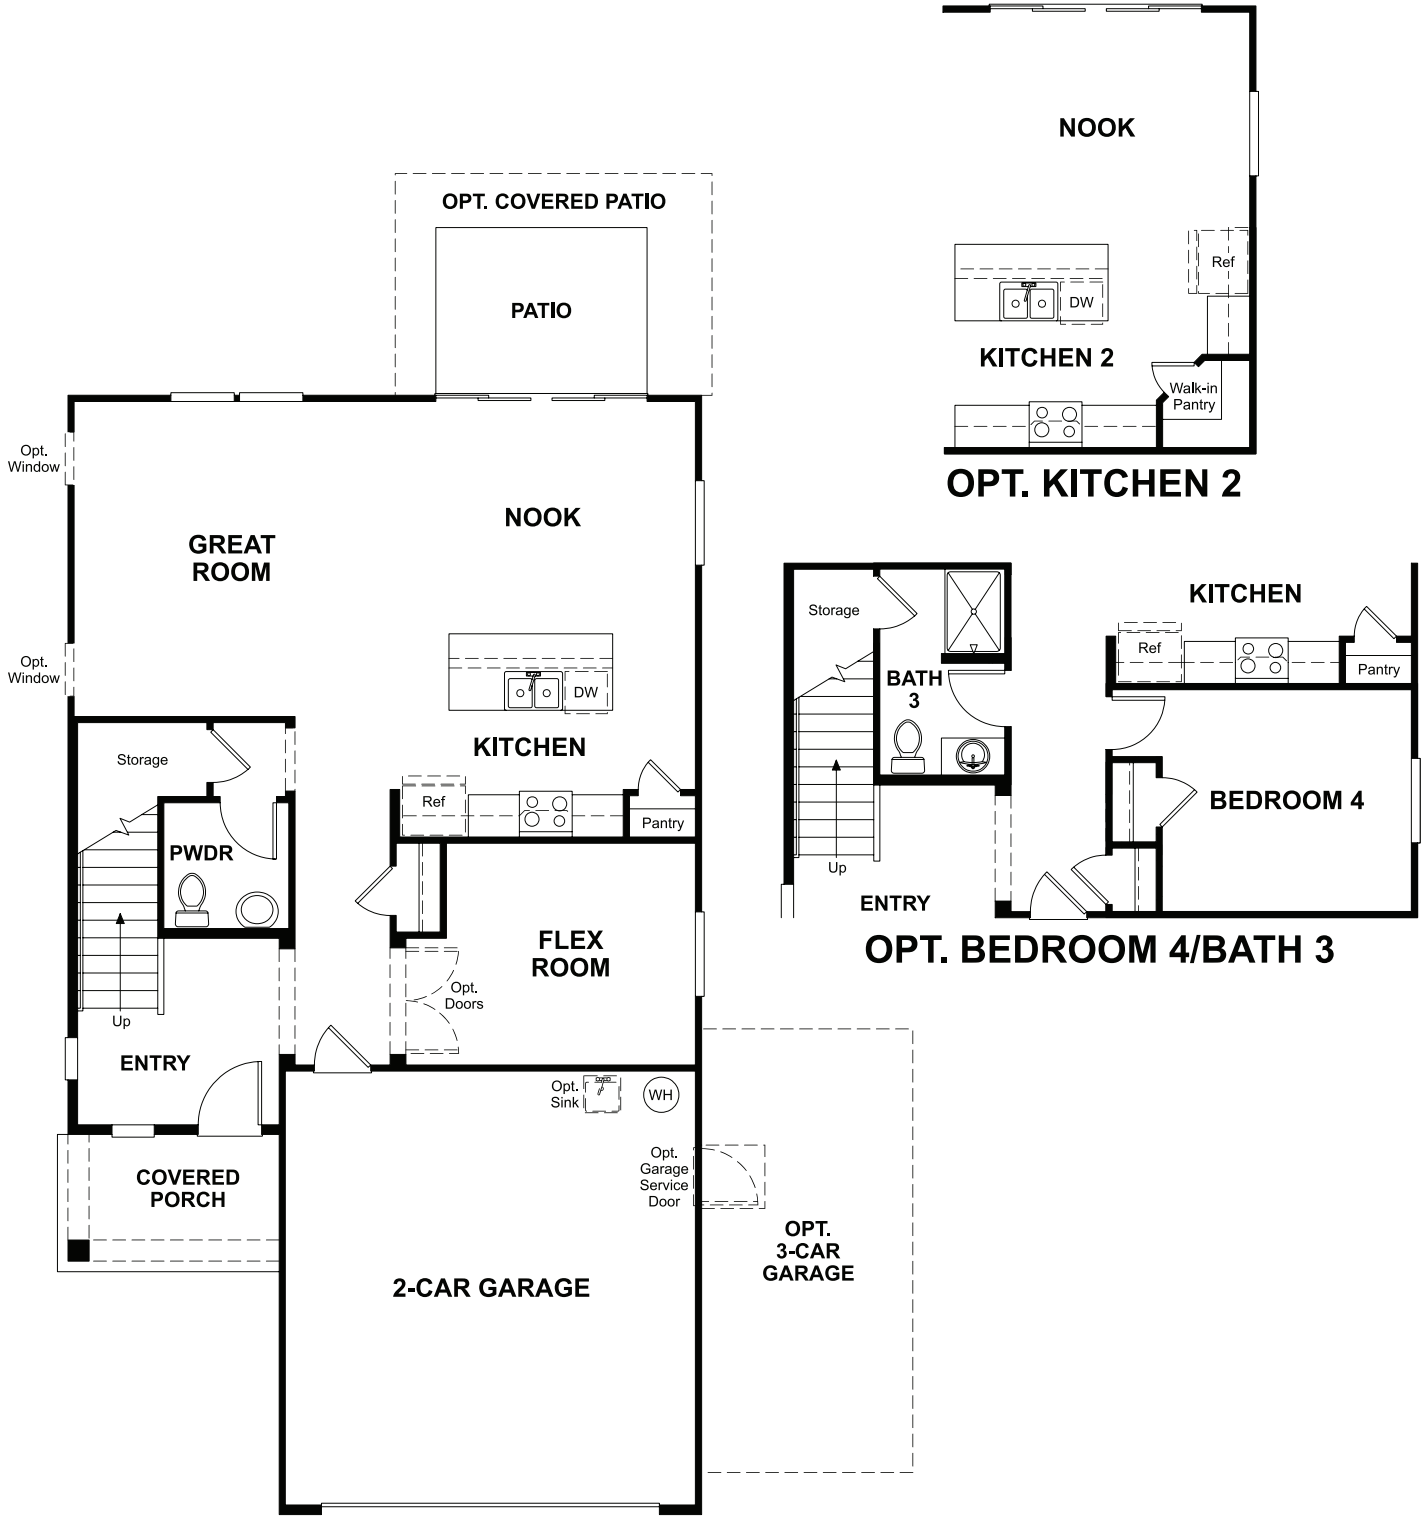 OPT. COVERED PATIO
PATIO
Opt.
Window
GREAT
ROOM
NOOK
Opt.
Window
DW
KITCHEN
Storage
Ref
Pantry
PWDR
FLEX
ROOM
Opt.
Doors
Up
ENTRY
Opt.
Sink
WH
COVERED
PORCH
Opt.
Garage
Service
Door
OPT.
3-CAR
GARAGE
2-CAR GARAGE
NOOK
Ref
DW
KITCHEN 2
Walk-in
Pantry
OPT. KITCHEN 2
Storage
KITCHEN
Ref
Pantry
BATH
3
BEDROOM 4
Up
ENTRY
OPT. BEDROOM 4/BATH 3